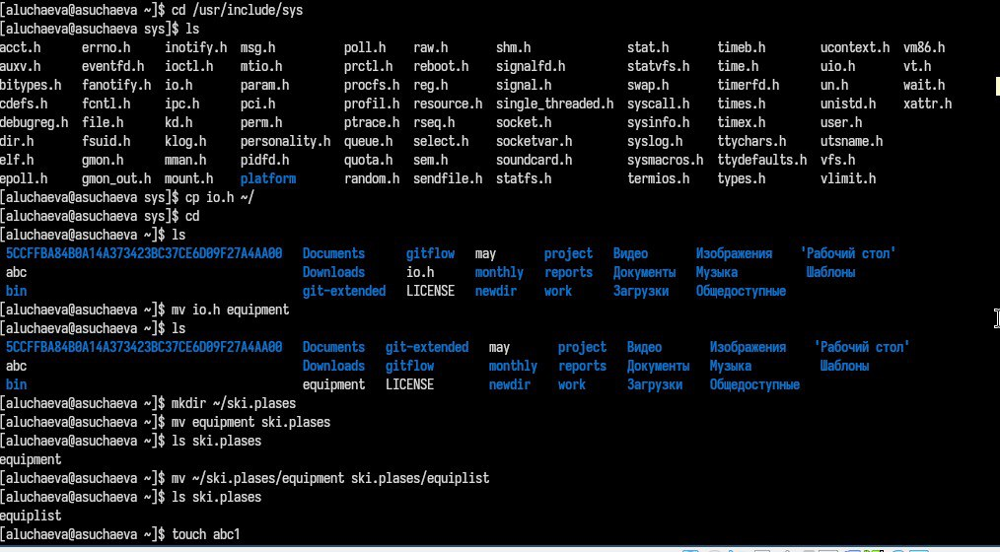 [aluchaeva@asuchaeva ~]$ cd /usr/include/sys
[aluchaeva@asuchaeva sys]$ ls
acct.h errno.h inotify.h msg.h poll.h raw.h shm.h stat.h timeb.h ucontext.h vm86.h
auxv.h eventfd.h ioctl.h mtio.h prctl.h reboot.h signalfd.h statvfs.h time.h uio.h vt.h
bitypes.h fanotify.h io.h param.h procfs.h reg.h signal.h swap.h timerfd.h un.h wait.h
cdefs.h fcntl.h ipc.h pci.h profil.h resource.h single_threaded.h syscall.h times.h unistd.h xattr.h
debugreg.h file.h kd.h perm.h ptrace.h rseq.h socket.h sysinfo.h timex.h user.h
dir.h fsuid.h klog.h personality.h queue.h select.h socketvar.h syslog.h ttychars.h utsname.h
elf.h gmon.h mman.h pidfd.h quota.h sem.h soundcard.h sysmacros.h ttydefaults.h vfs.h
epoll.h gmon_out.h mount.h platform random.h sendfile.h statfs.h termios.h types.h vlimit.h
[aluchaeva@asuchaeva sys]$ cp io.h ~/
[aluchaeva@asuchaeva sys]$ cd
[aluchaeva@asuchaeva ~]$ ls
5CCFFBA84B0A14A373423BC37CE6D09F27A4AA00 Documents gitflow may project Видео Изображения 'Рабочий стол'
abc Downloads io.h monthly reports Документы Музыка Шаблоны
bin git-extended LICENSE newdir work Загрузки Общедоступные
[aluchaeva@asuchaeva ~]$ mv io.h equipment
[aluchaeva@asuchaeva ~]$ ls
5CCFFBA84B0A14A373423BC37CE6D09F27A4AA00 Documents git-extended may project Видео Изображения 'Рабочий стол'
abc Downloads gitflow monthly reports Документы Музыка Шаблоны
bin equipment LICENSE newdir work Загрузки Общедоступные
[aluchaeva@asuchaeva ~]$ mkdir ~/ski.plases
[aluchaeva@asuchaeva ~]$ mv equipment ski.plases
[aluchaeva@asuchaeva ~]$ ls ski.plases
equipment
[aluchaeva@asuchaeva ~]$ mv ~/ski.plases/equipment ski.plases/equiplist
[aluchaeva@asuchaeva ~]$ ls ski.plases
equiplist
[aluchaeva@asuchaeva ~]$ touch abc1